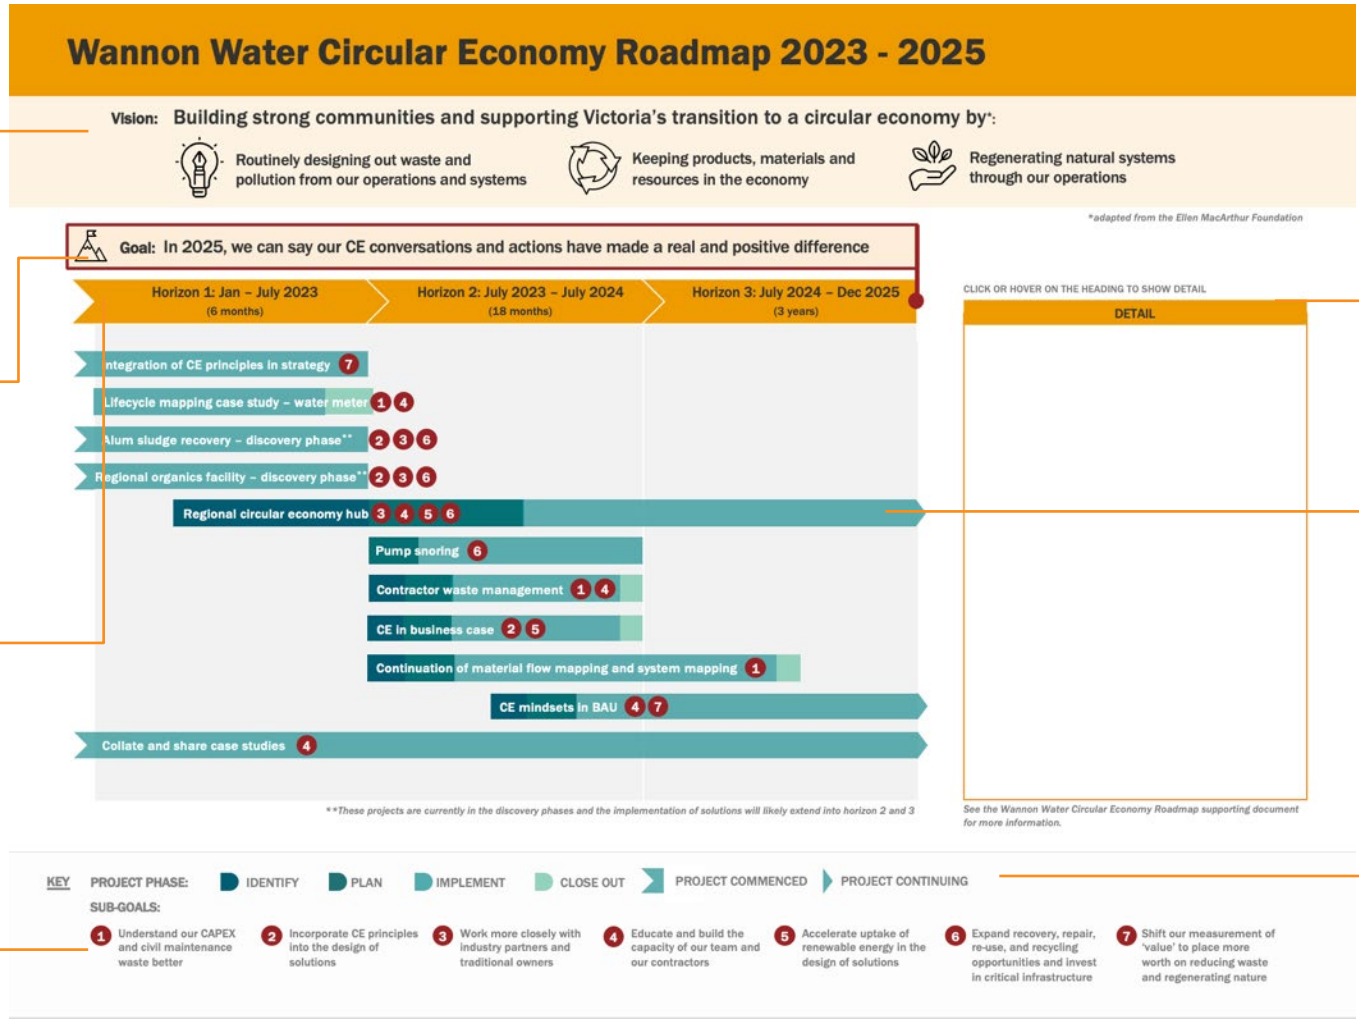 Wannon Water Circular Economy Roadmap 2023 - 2025
Vision: Building strong communities and supporting Victoria's transition to a circular economy by*:
Routinely designing out waste and
pollution from our operations and systems
Keeping products, materials and
resources in the economy
Regenerating natural systems
through our operations
*adapted from the Ellen MacArthur Foundation
Goal: In 2025, we can say our CE conversations and actions have made a real and positive difference
Horizon 1: Jan – July 2023
(6 months)
Horizon 2: July 2023 – July 2024
(18 months)
Horizon 3: July 2024 – Dec 2025
(3 years)
CLICK OR HOVER ON THE HEADING TO SHOW DETAIL
DETAIL
Integration of CE principles in strategy 7
Lifecycle mapping case study – water meter 1 4
Alum sludge recovery – discovery phase** 2 3 6
Regional organics facility – discovery phase** 2 3 6
Regional circular economy hub 3 4 5 6
Pump snoring 6
Contractor waste management 1 4
CE in business case 2 5
Continuation of material flow mapping and system mapping 1
CE mindsets in BAU 4 7
Collate and share case studies 4
**These projects are currently in the discovery phases and the implementation of solutions will likely extend into horizon 2 and 3
See the Wannon Water Circular Economy Roadmap supporting document
for more information.
KEY PROJECT PHASE: IDENTIFY PLAN IMPLEMENT CLOSE OUT PROJECT COMMENCED PROJECT CONTINUING
SUB-GOALS:
1 Understand our CAPEX
and civil maintenance
waste better
2 Incorporate CE principles
into the design of
solutions
3 Work more closely with
industry partners and
traditional owners
4 Educate and build the
capacity of our team and
our contractors
5 Accelerate uptake of
renewable energy in the
design of solutions
6 Expand recovery, repair,
re-use, and recycling
opportunities and invest
in critical infrastructure
7 Shift our measurement of
'value' to place more
worth on reducing waste
and regenerating nature